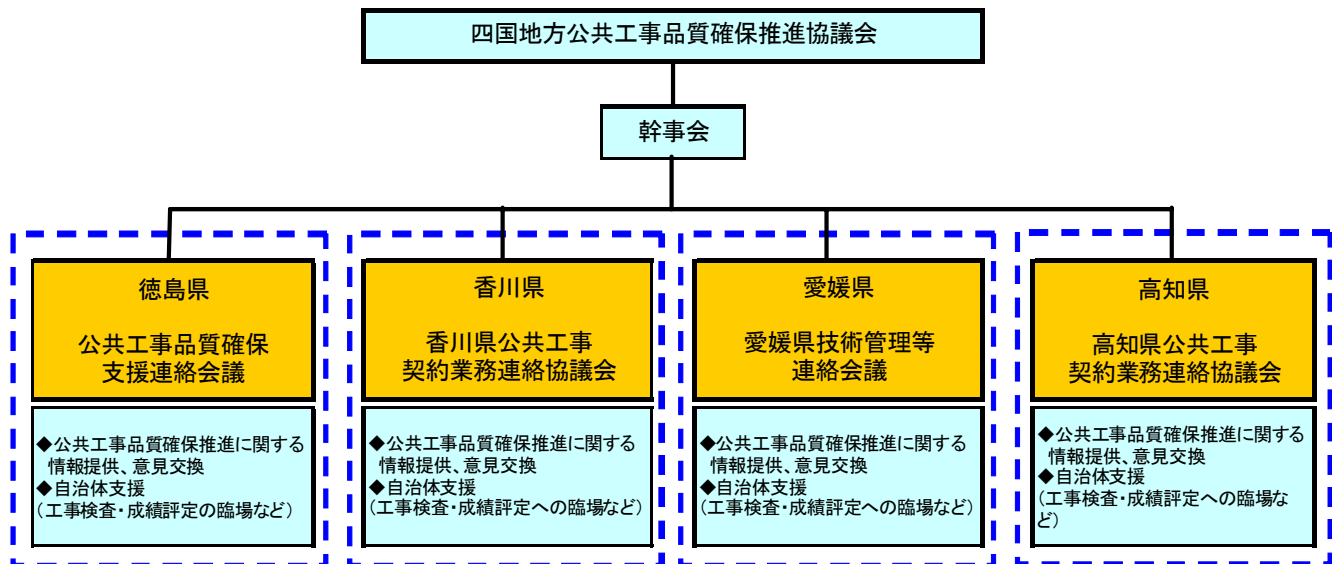 四国地方公共工事品質確保推進協議会
幹事会
徳島県
公共工事品質確保
支援連絡会議
◆公共工事品質確保推進に関する
情報提供、意見交換
◆自治体支援
(工事検査・成績評定の臨場など)
香川県
香川県公共工事
契約業務連絡協議会
◆公共工事品質確保推進に関する
情報提供、意見交換
◆自治体支援
(工事検査・成績評定への臨場など)
愛媛県
愛媛県技術管理等
連絡会議
◆公共工事品質確保推進に関する
情報提供、意見交換
◆自治体支援
(工事検査・成績評定への臨場など)
高知県
高知県公共工事
契約業務連絡協議会
◆公共工事品質確保推進に関する
情報提供、意見交換
◆自治体支援
(工事検査・成績評定への臨場な
ど)